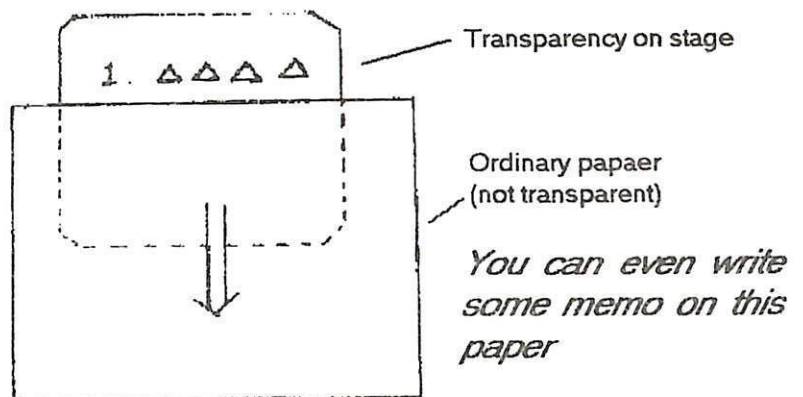 Transparency on stage
1. △ △ △ △
Ordinary papaer
(not transparent)
You can even write
some memo on this
paper